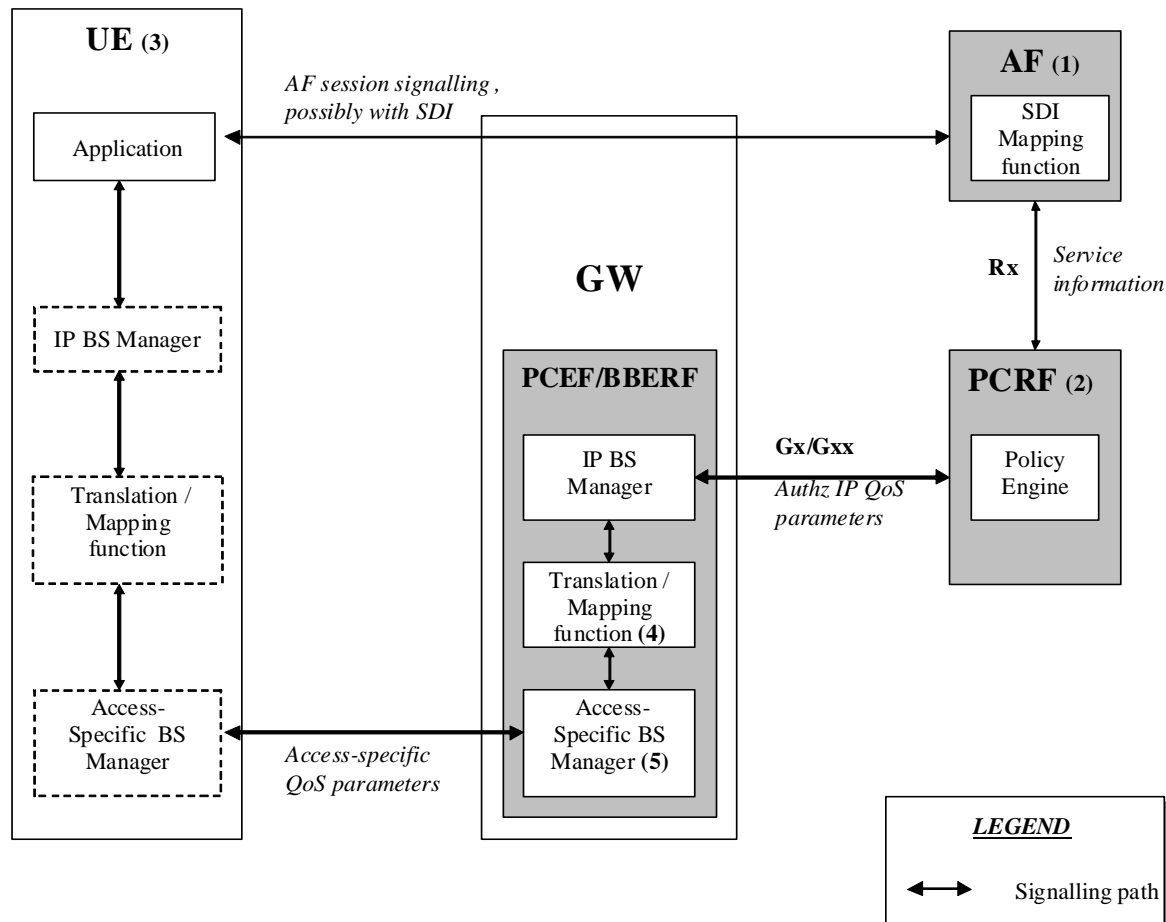 UE (3)
AF (1)
AF session signalling ,
possibly with SDI
SDI
Mapping
function
Application
GW
Rx
Service
information
IP BS Manager
PCEF/BBERF
PCRF (2)
IP BS
Manager
Gx/Gxx
Authz IP QoS
parameters
Policy
Engine
Translation /
Mapping
function
Translation /
Mapping
function (4)
Access-
Specific BS
Manager
Access-specific
QoS parameters
Access-
Specific BS
Manager (5)
LEGEND
Signalling path